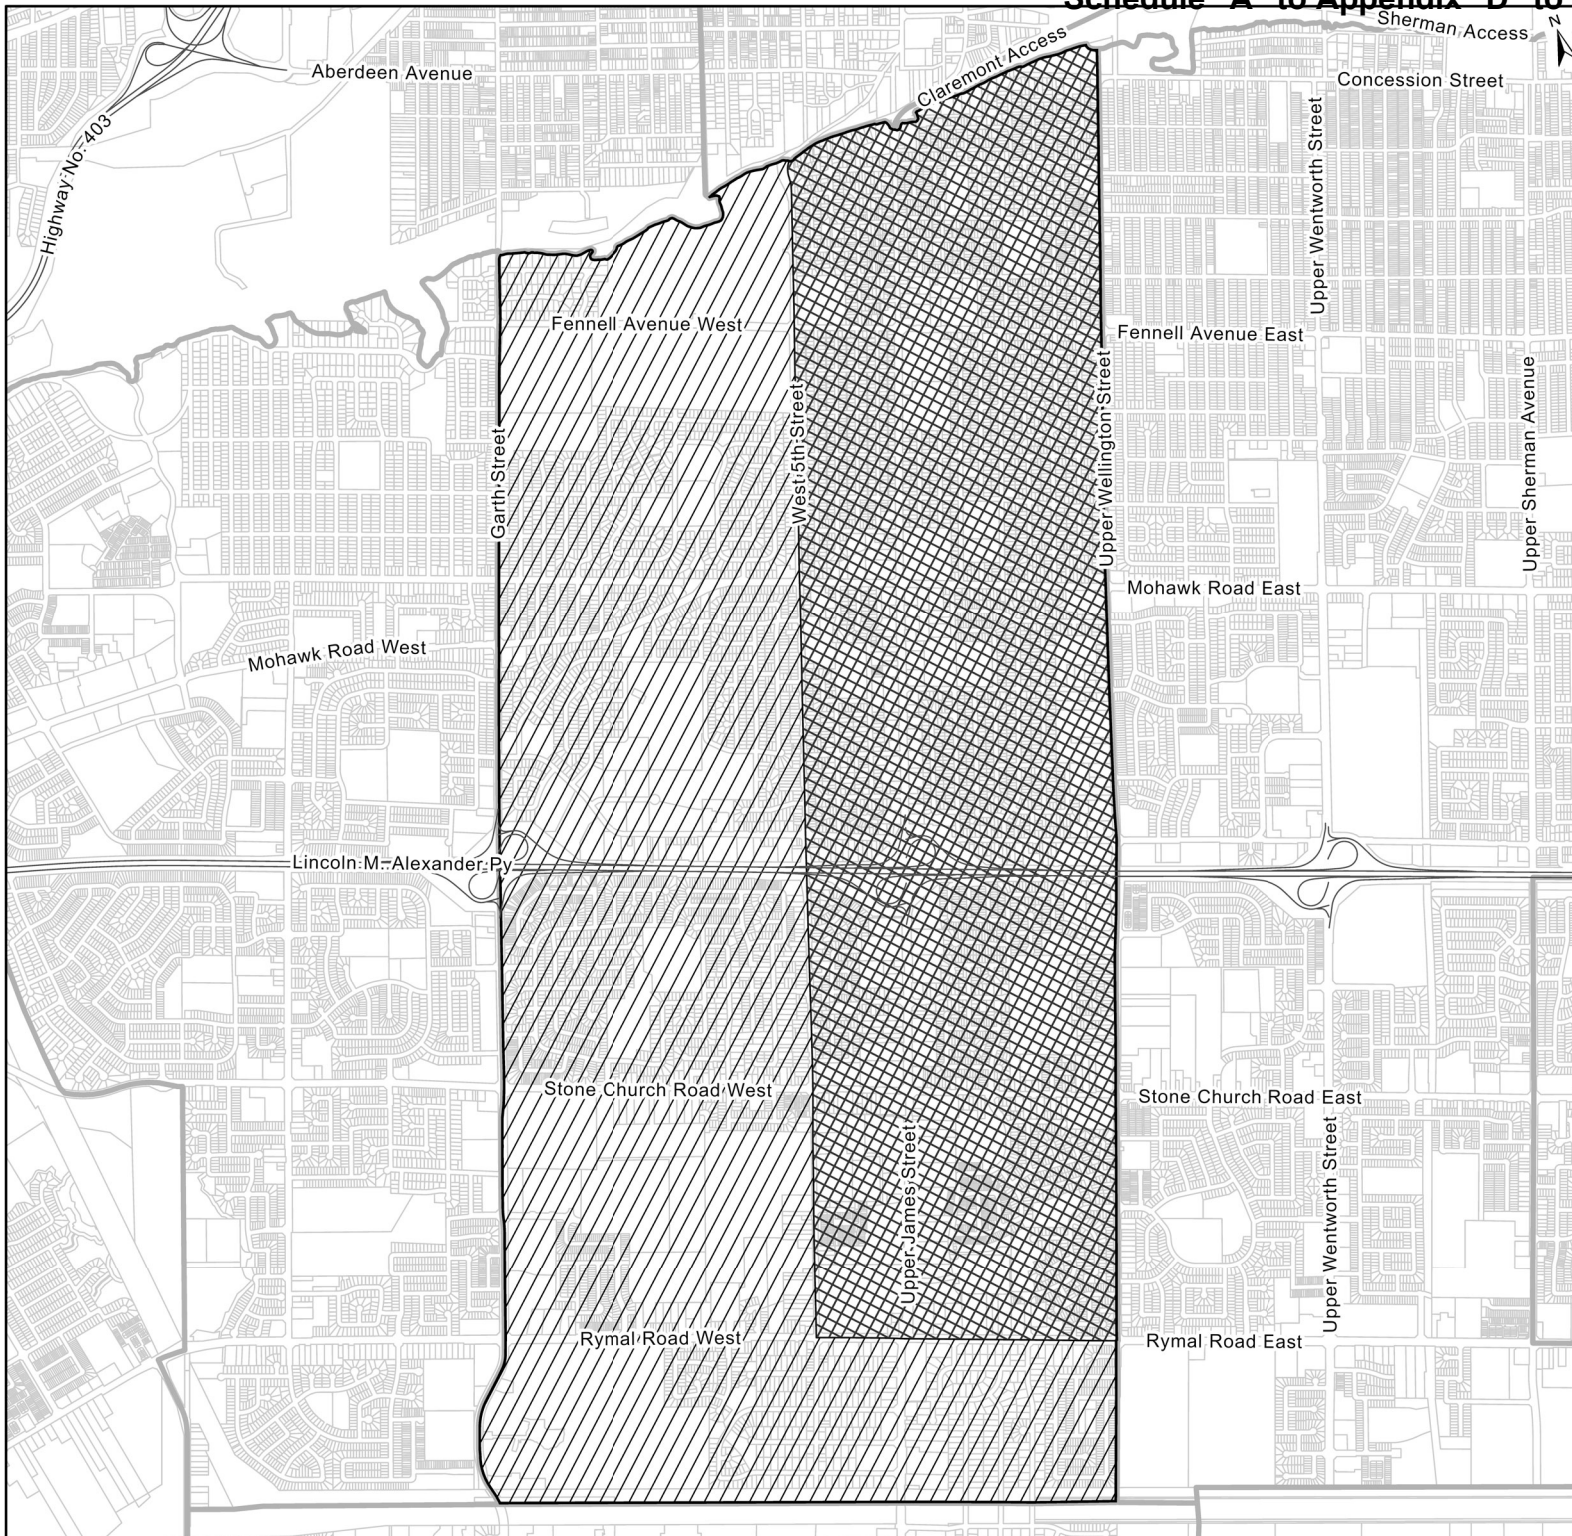 Schedule "A" to Appendix "D" to
Sherman Access
N
Claremont Access
Aberdeen Avenue
Concession Street
Highway No. 403
Upper Wentworth Street
Fennell Avenue West
Fennell Avenue East
Garth Street
West 5th Street
Upper Wellington Street
Upper Sherman Avenue
Mohawk Road East
Mohawk Road West
Lincoln M. Alexander Py
Stone Church Road West
Stone Church Road East
Upper James Street
Upper Wentworth Street
Rymal Road West
Rymal Road East